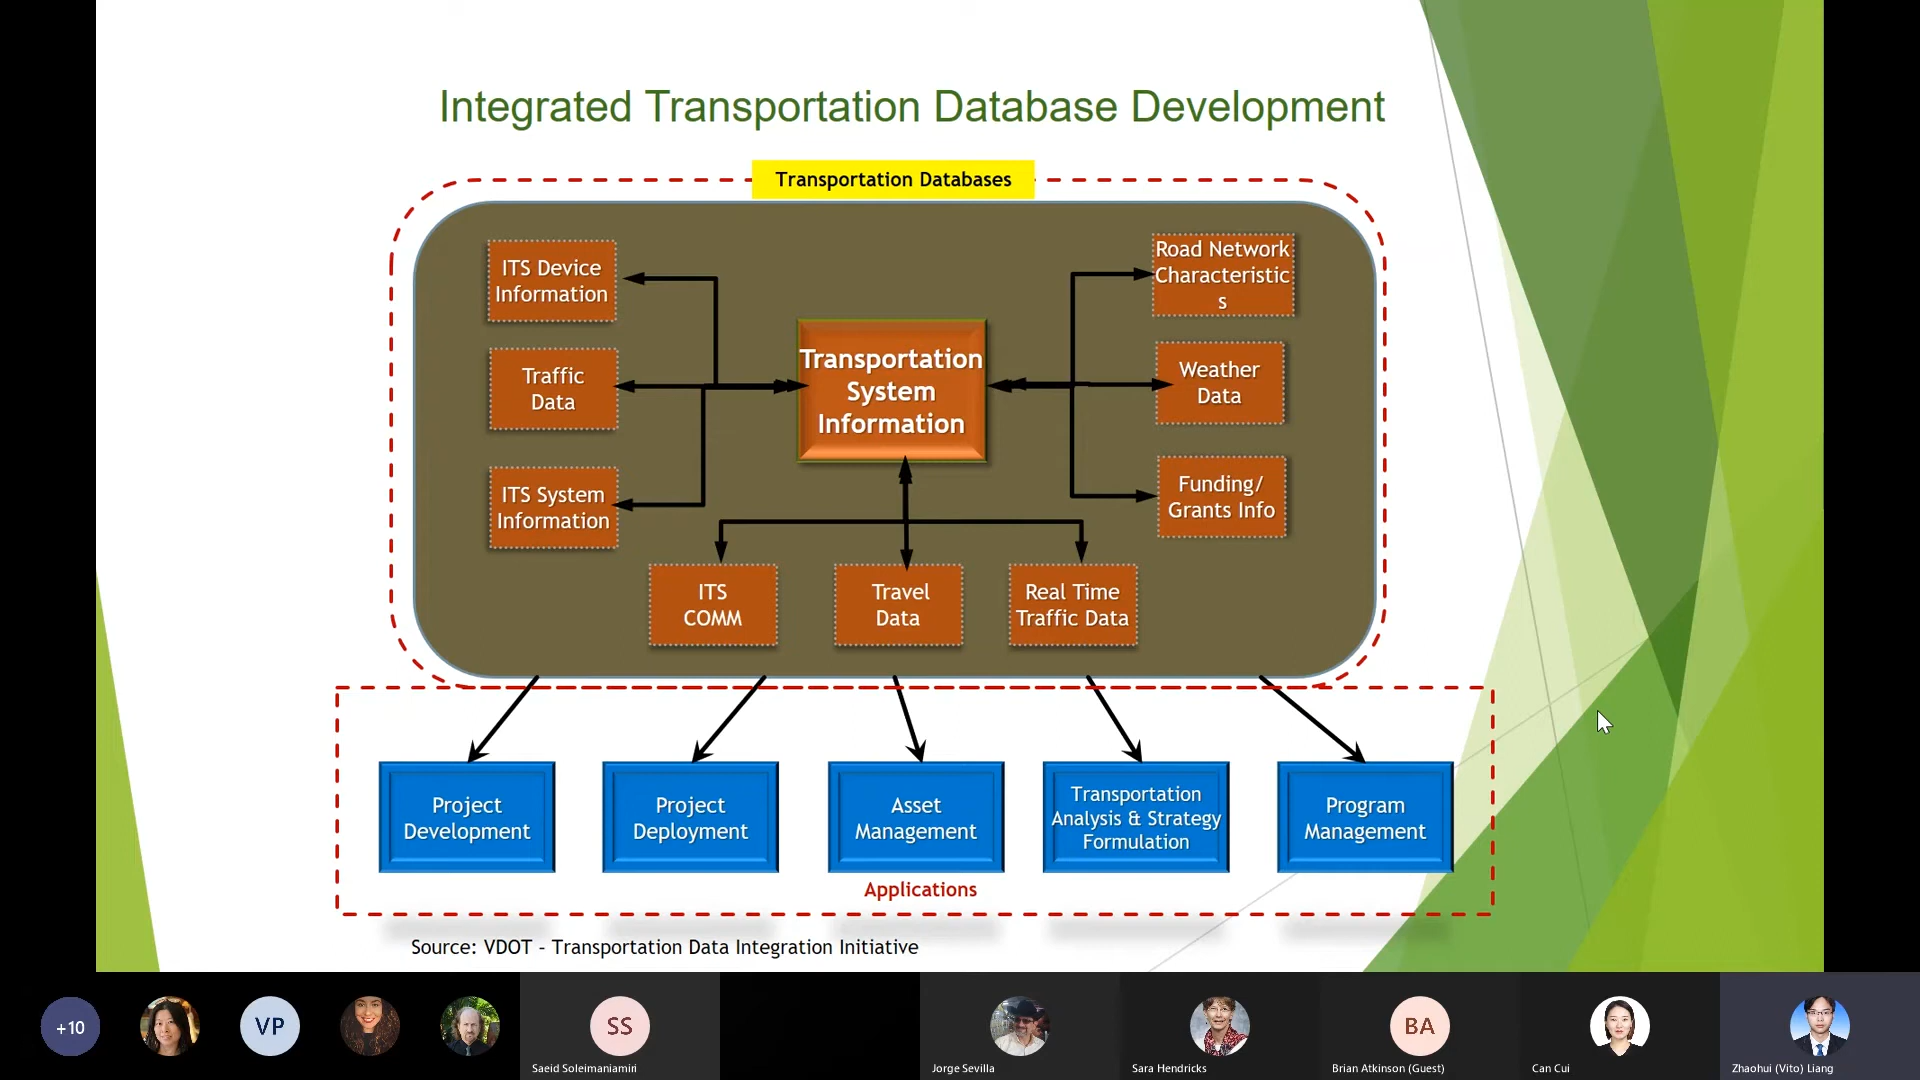 Integrated Transportation Database Development
Transportation Databases
ITS Device
Information
Traffic
Data
ITS System
Information
Transportation
System
Information
Road Network
Characteristic
s
Weather
Data
Funding/
Grants Info
ITS
COMM
Travel
Data
Real Time
Traffic Data
Project
Development
Project
Deployment
Asset
Management
Transportation
Analysis & Strategy
Formulation
Program
Management
Applications
Source: VDOT - Transportation Data Integration Initiative
+10
VP
SS
BA
Saeid Soleimaniamiri
Jorge Sevilla
Sara Hendricks
Brian Atkinson (Guest)
Can Cui
Zhaohui (Vito) Liang